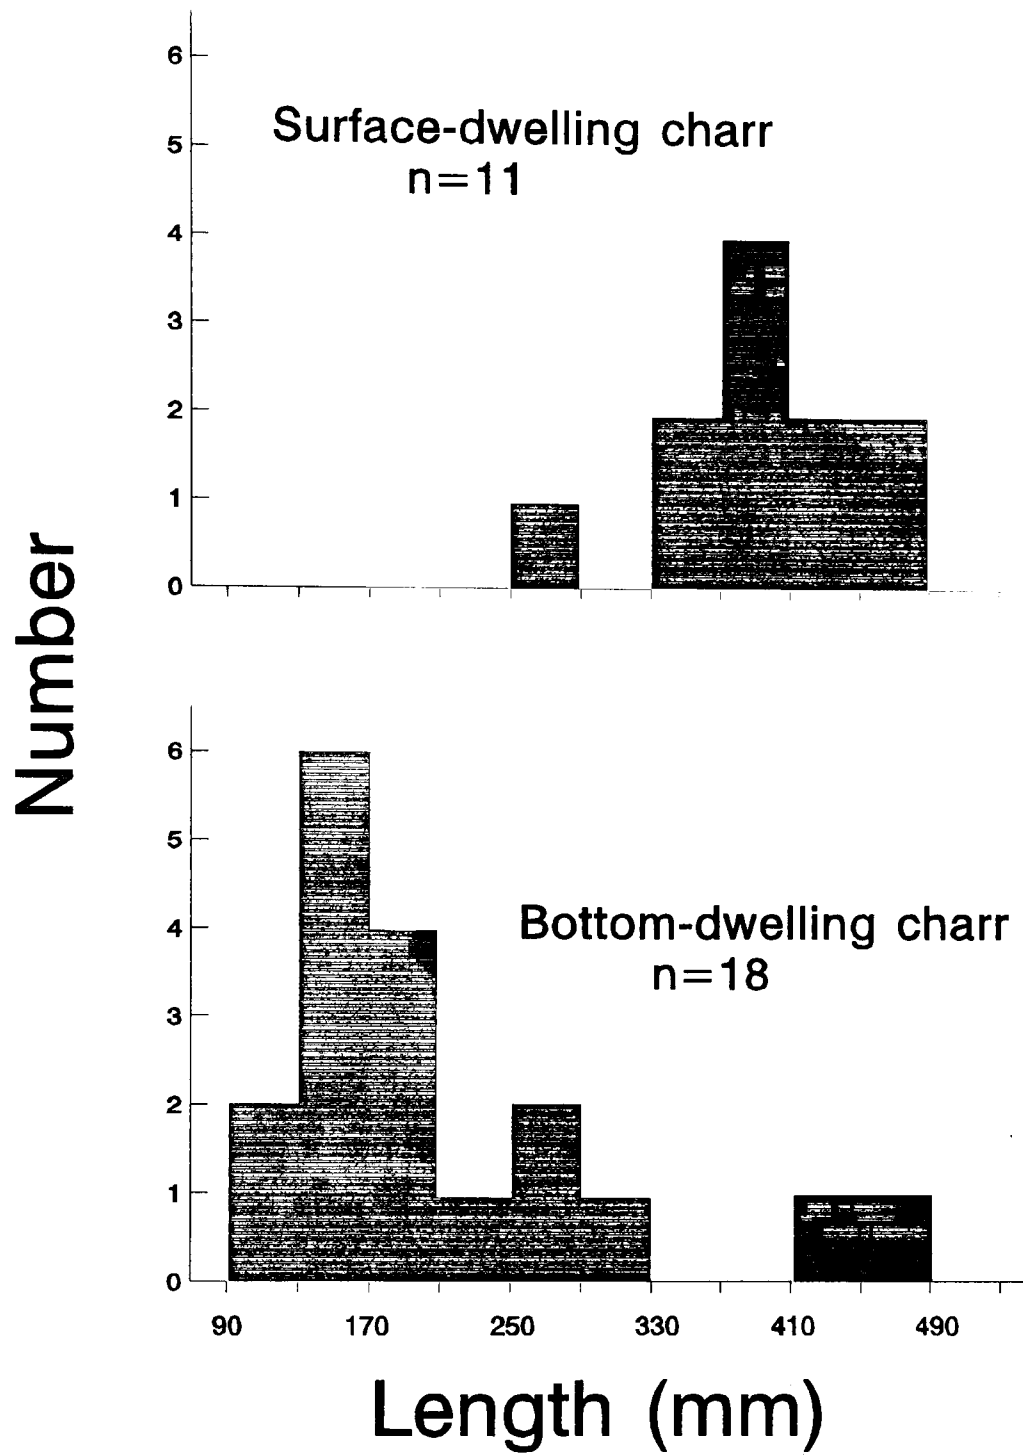 6
Surface-dwelling charr
5
n=11
4
3
2
1
0
Number
6
5
Bottom-dwelling charr
4
n=18
3
2
1
0
90 170 250 330 410 490
Length (mm)